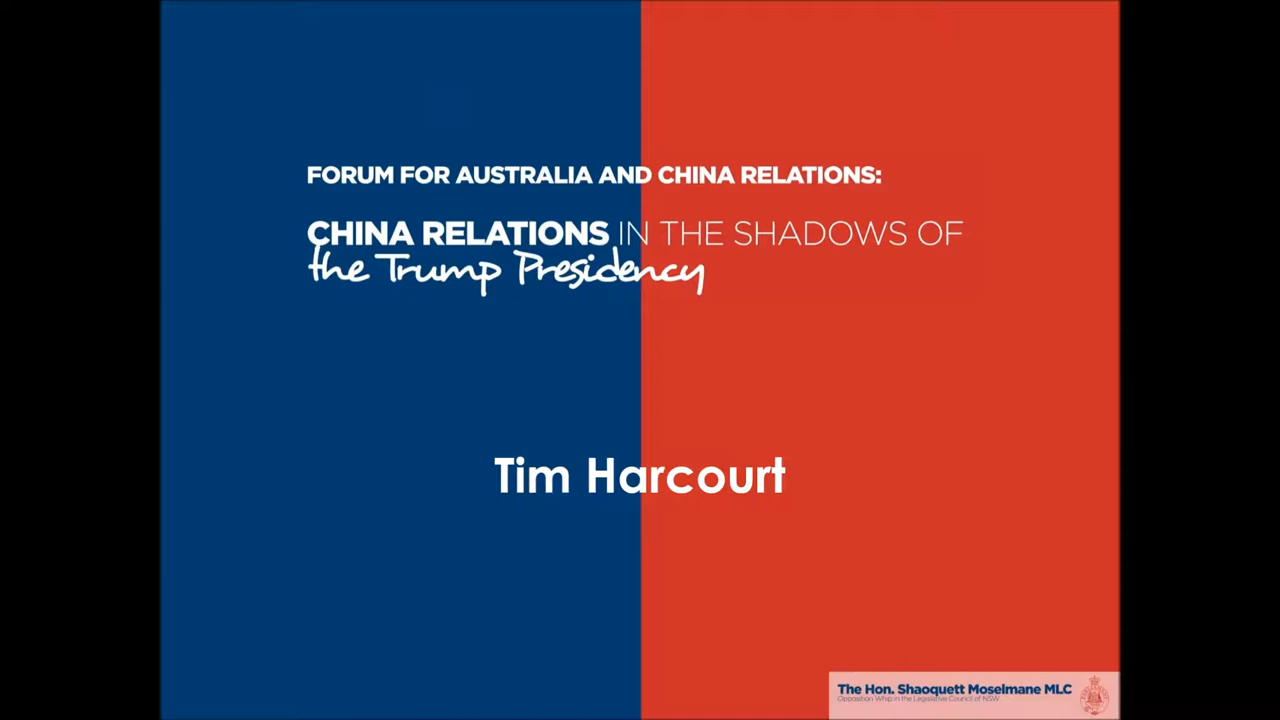 FORUM FOR AUSTRALIA AND CHINA RELATIONS:
CHINA RELATIONS IN THE SHADOWS OF
the Trump Presidency
Tim Harcourt
The Hon. Shaoquett Moselmane MLC
Opposition Whip in the Legislative Council of NSW